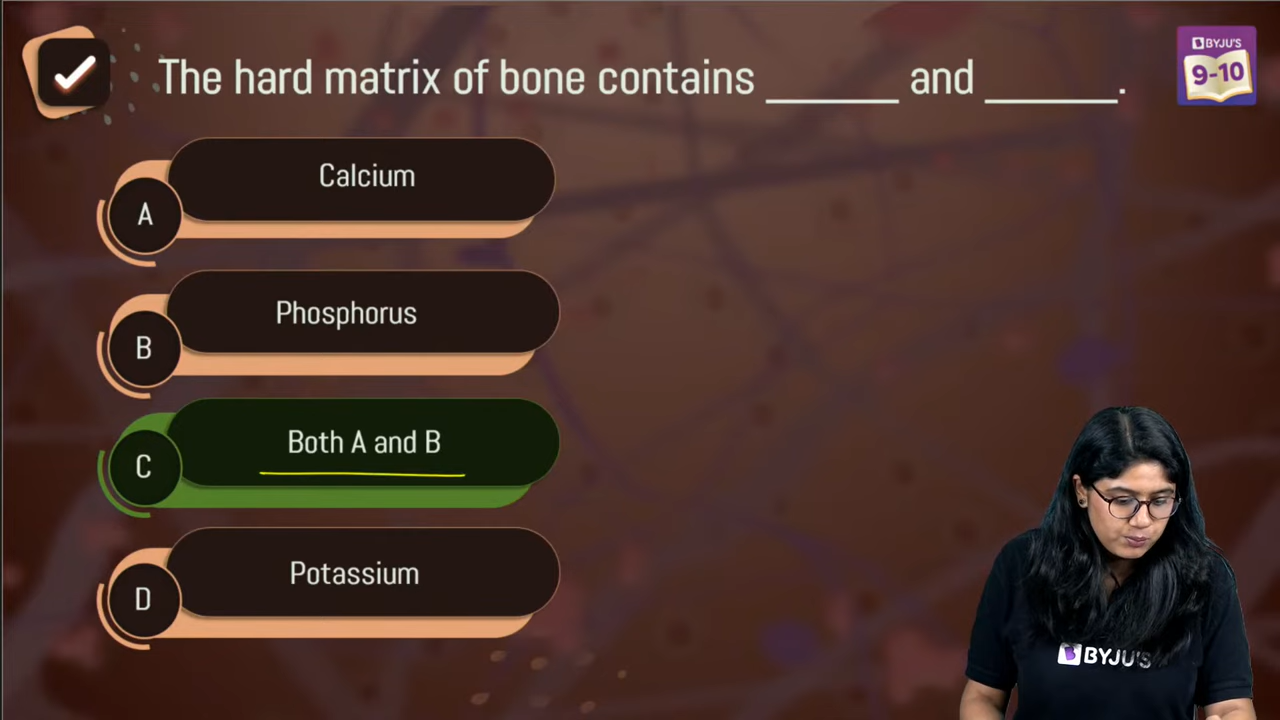 The hard matrix of bone contains ______ and ______.
BYJU'S
9-10
A
Calcium
B
Phosphorus
C
Both A and B
D
Potassium
BYJU'S